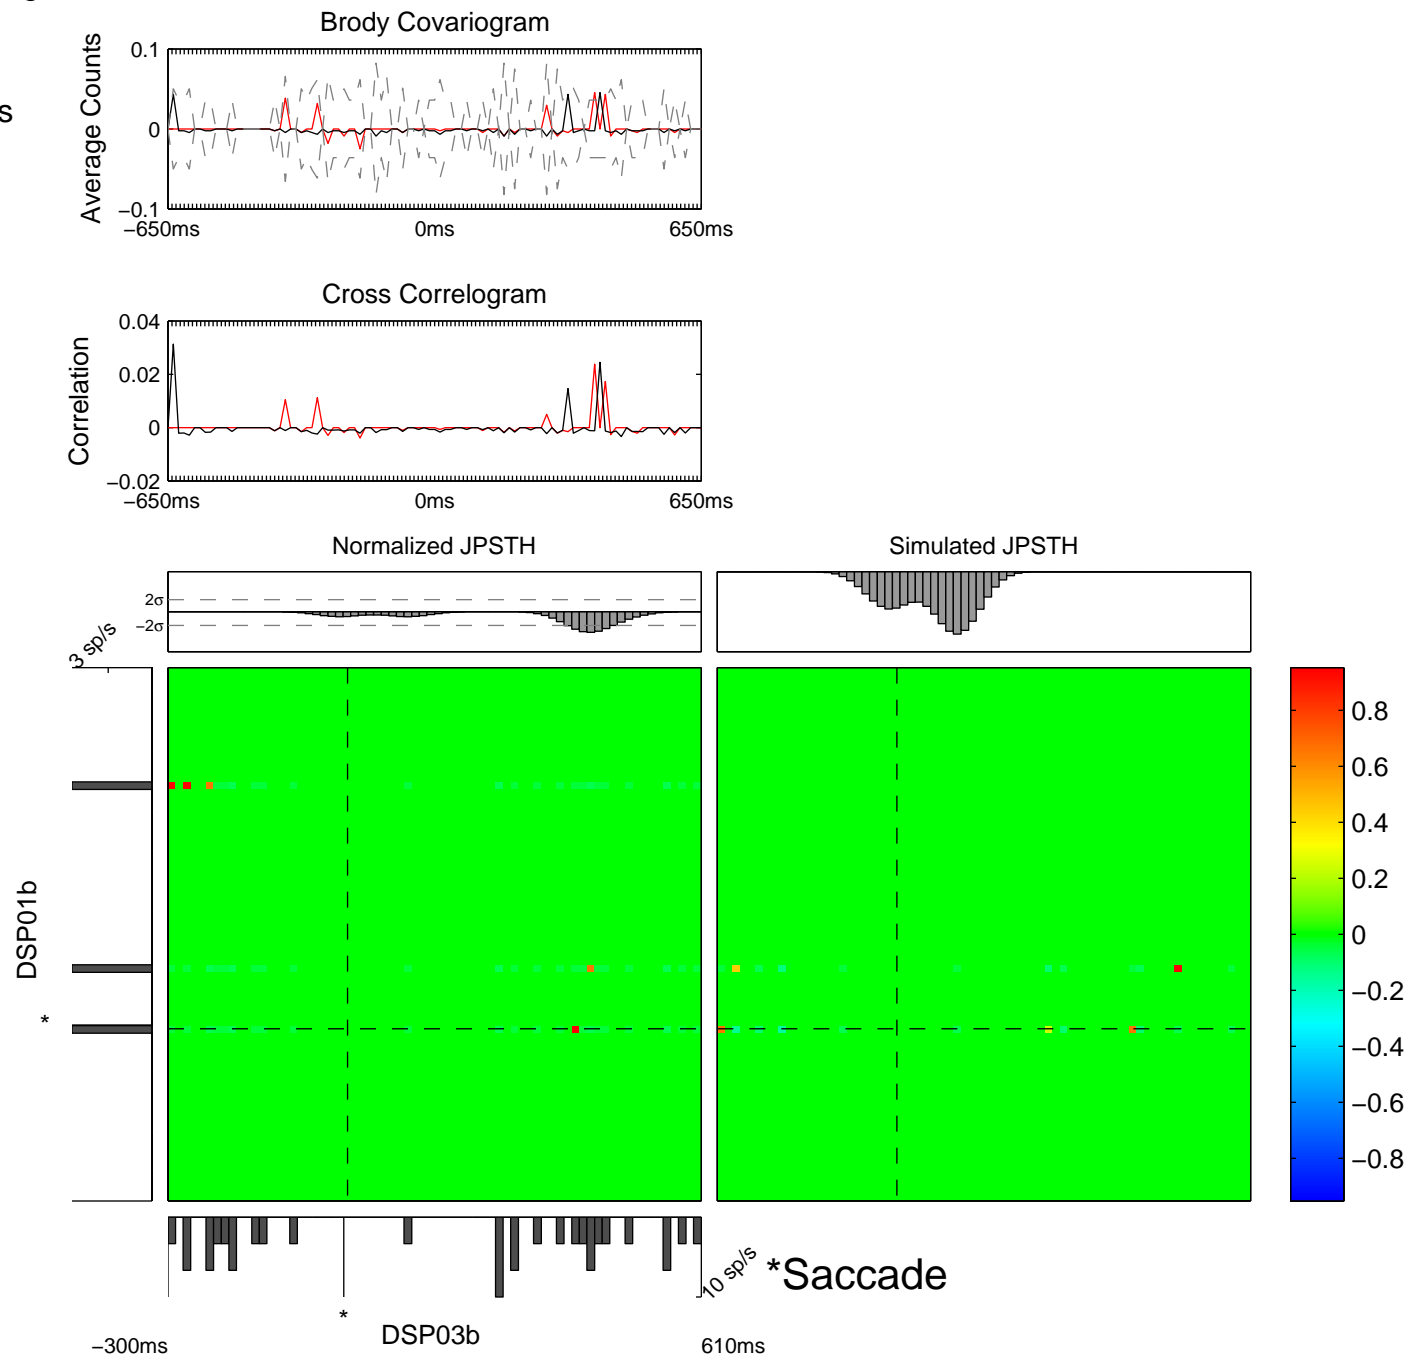 Brody Covariogram
Average Counts
0.1
0
−0.1
−650ms
0ms
650ms
s
Cross Correlogram
Correlation
0.04
0.02
0
−0.02
−650ms
0ms
650ms
Normalized JPSTH
Simulated JPSTH
2σ
−2σ
3 sp/s
DSP01b
*
0.8
0.6
0.4
0.2
0
−0.2
−0.4
−0.6
−0.8
10 sp/s
*Saccade
*
DSP03b
−300ms
610ms